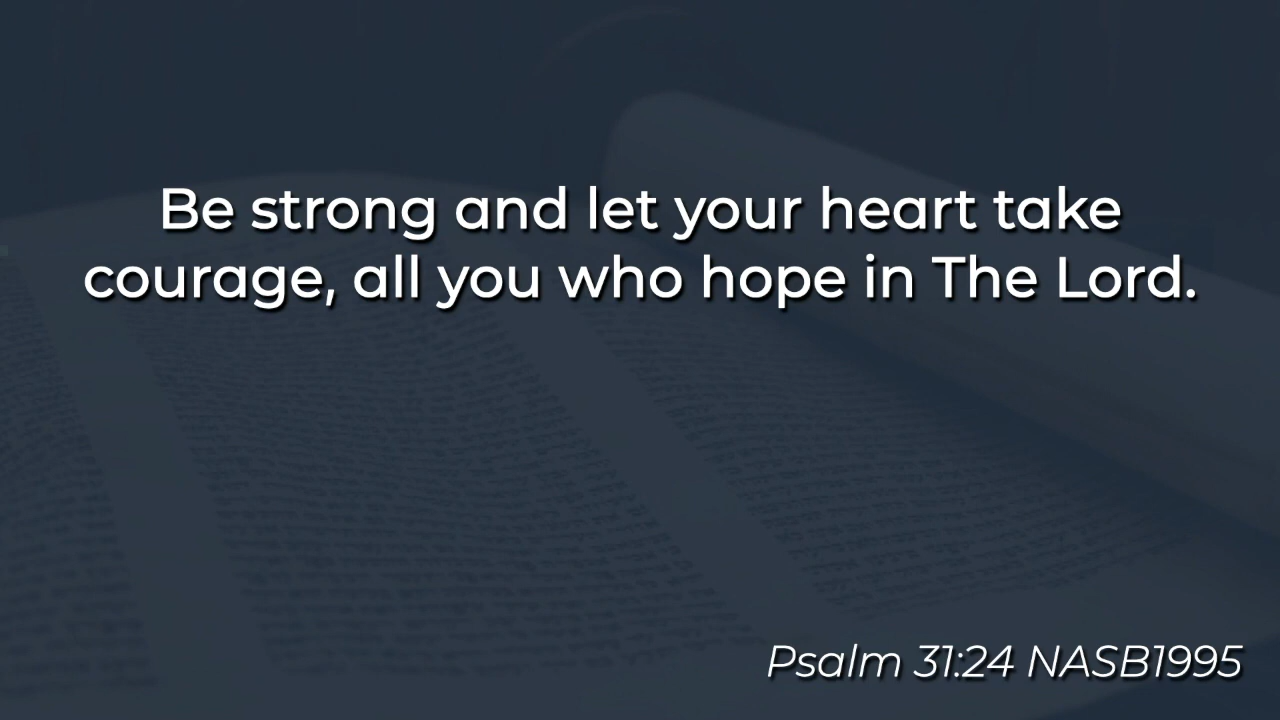 Be strong and let your heart take
courage, all you who hope in The Lord.
Psalm 31:24 NASB1995